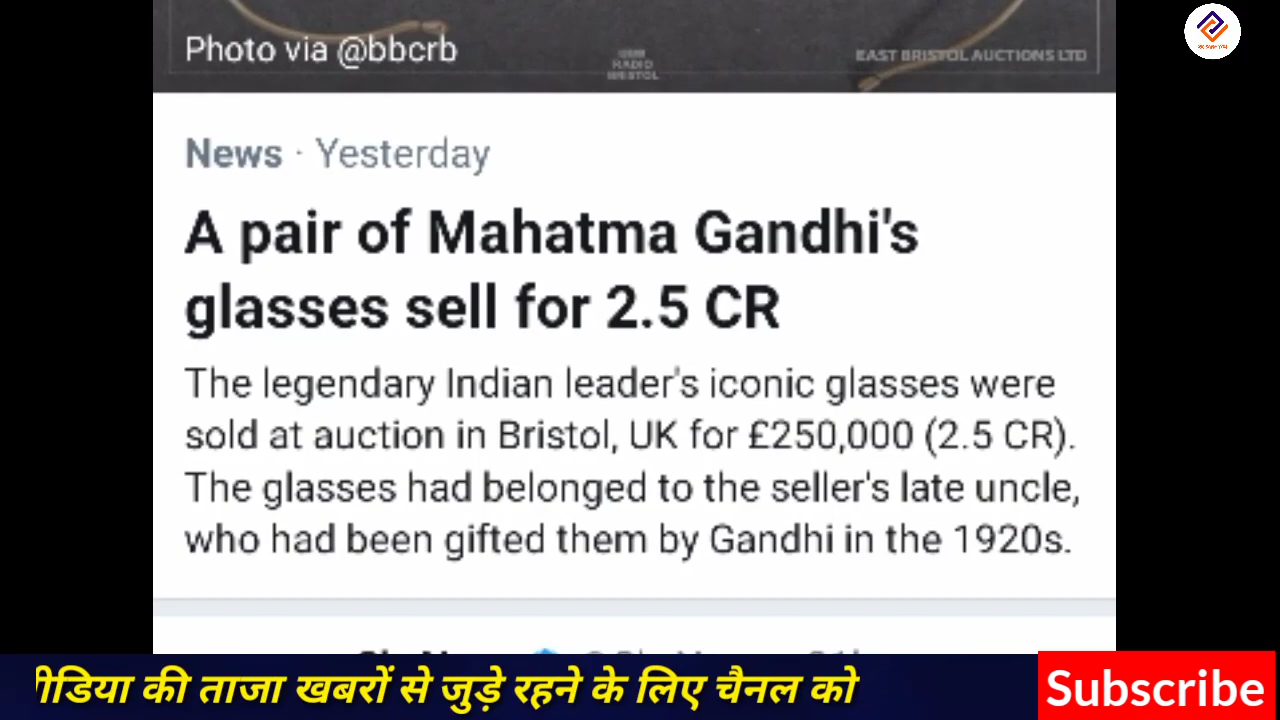 Photo via @bbcrb
RADIO
BRISTOL
EAST BRISTOL AUCTIONS LTD
News · Yesterday
A pair of Mahatma Gandhi's
glasses sell for 2.5 CR
The legendary Indian leader's iconic glasses were
sold at auction in Bristol, UK for £250,000 (2.5 CR).
The glasses had belonged to the seller's late uncle,
who had been gifted them by Gandhi in the 1920s.
की ताजा खबरों से जुड़े रहने के लिए चैनल को
Subscribe